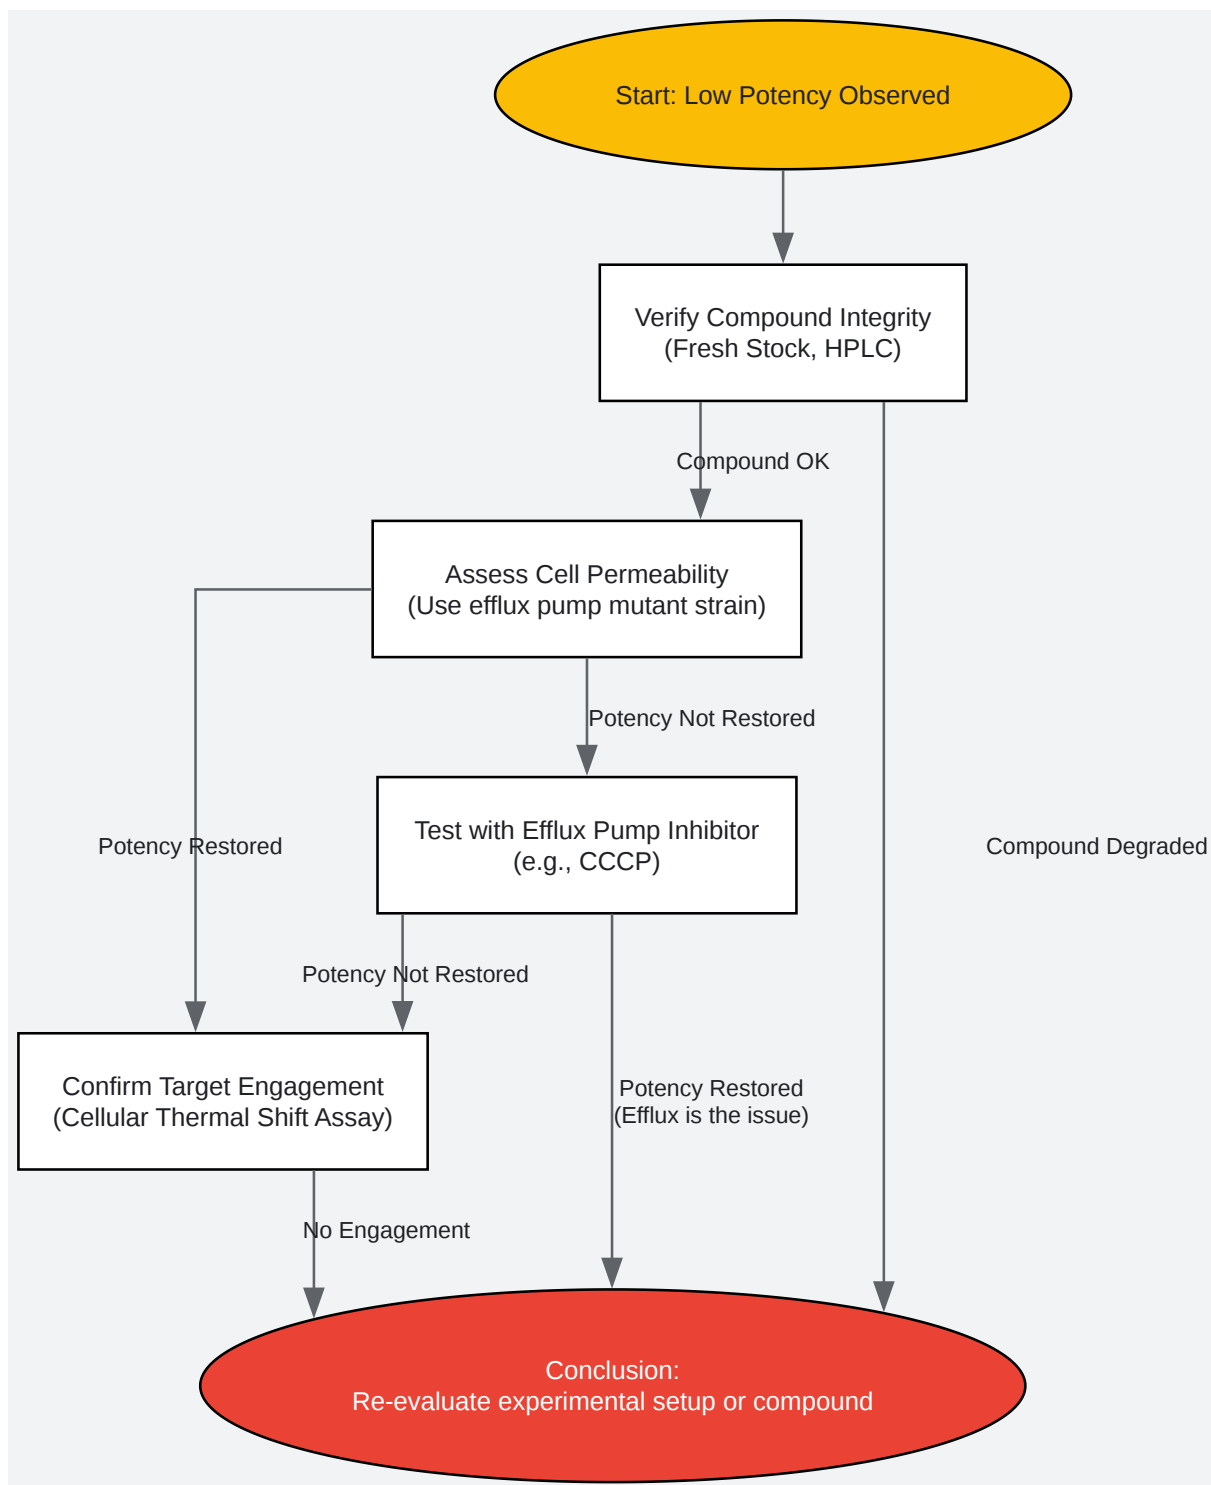 Start: Low Potency Observed
Verify Compound Integrity
(Fresh Stock, HPLC)
Compound OK
Assess Cell Permeability
(Use efflux pump mutant strain)
Potency Not Restored
Test with Efflux Pump Inhibitor
(e.g., CCCP)
Potency Restored
Compound Degraded
Potency Not Restored
Confirm Target Engagement
(Cellular Thermal Shift Assay)
Potency Restored
(Efflux is the issue)
No Engagement
Conclusion:
Re-evaluate experimental setup or compound